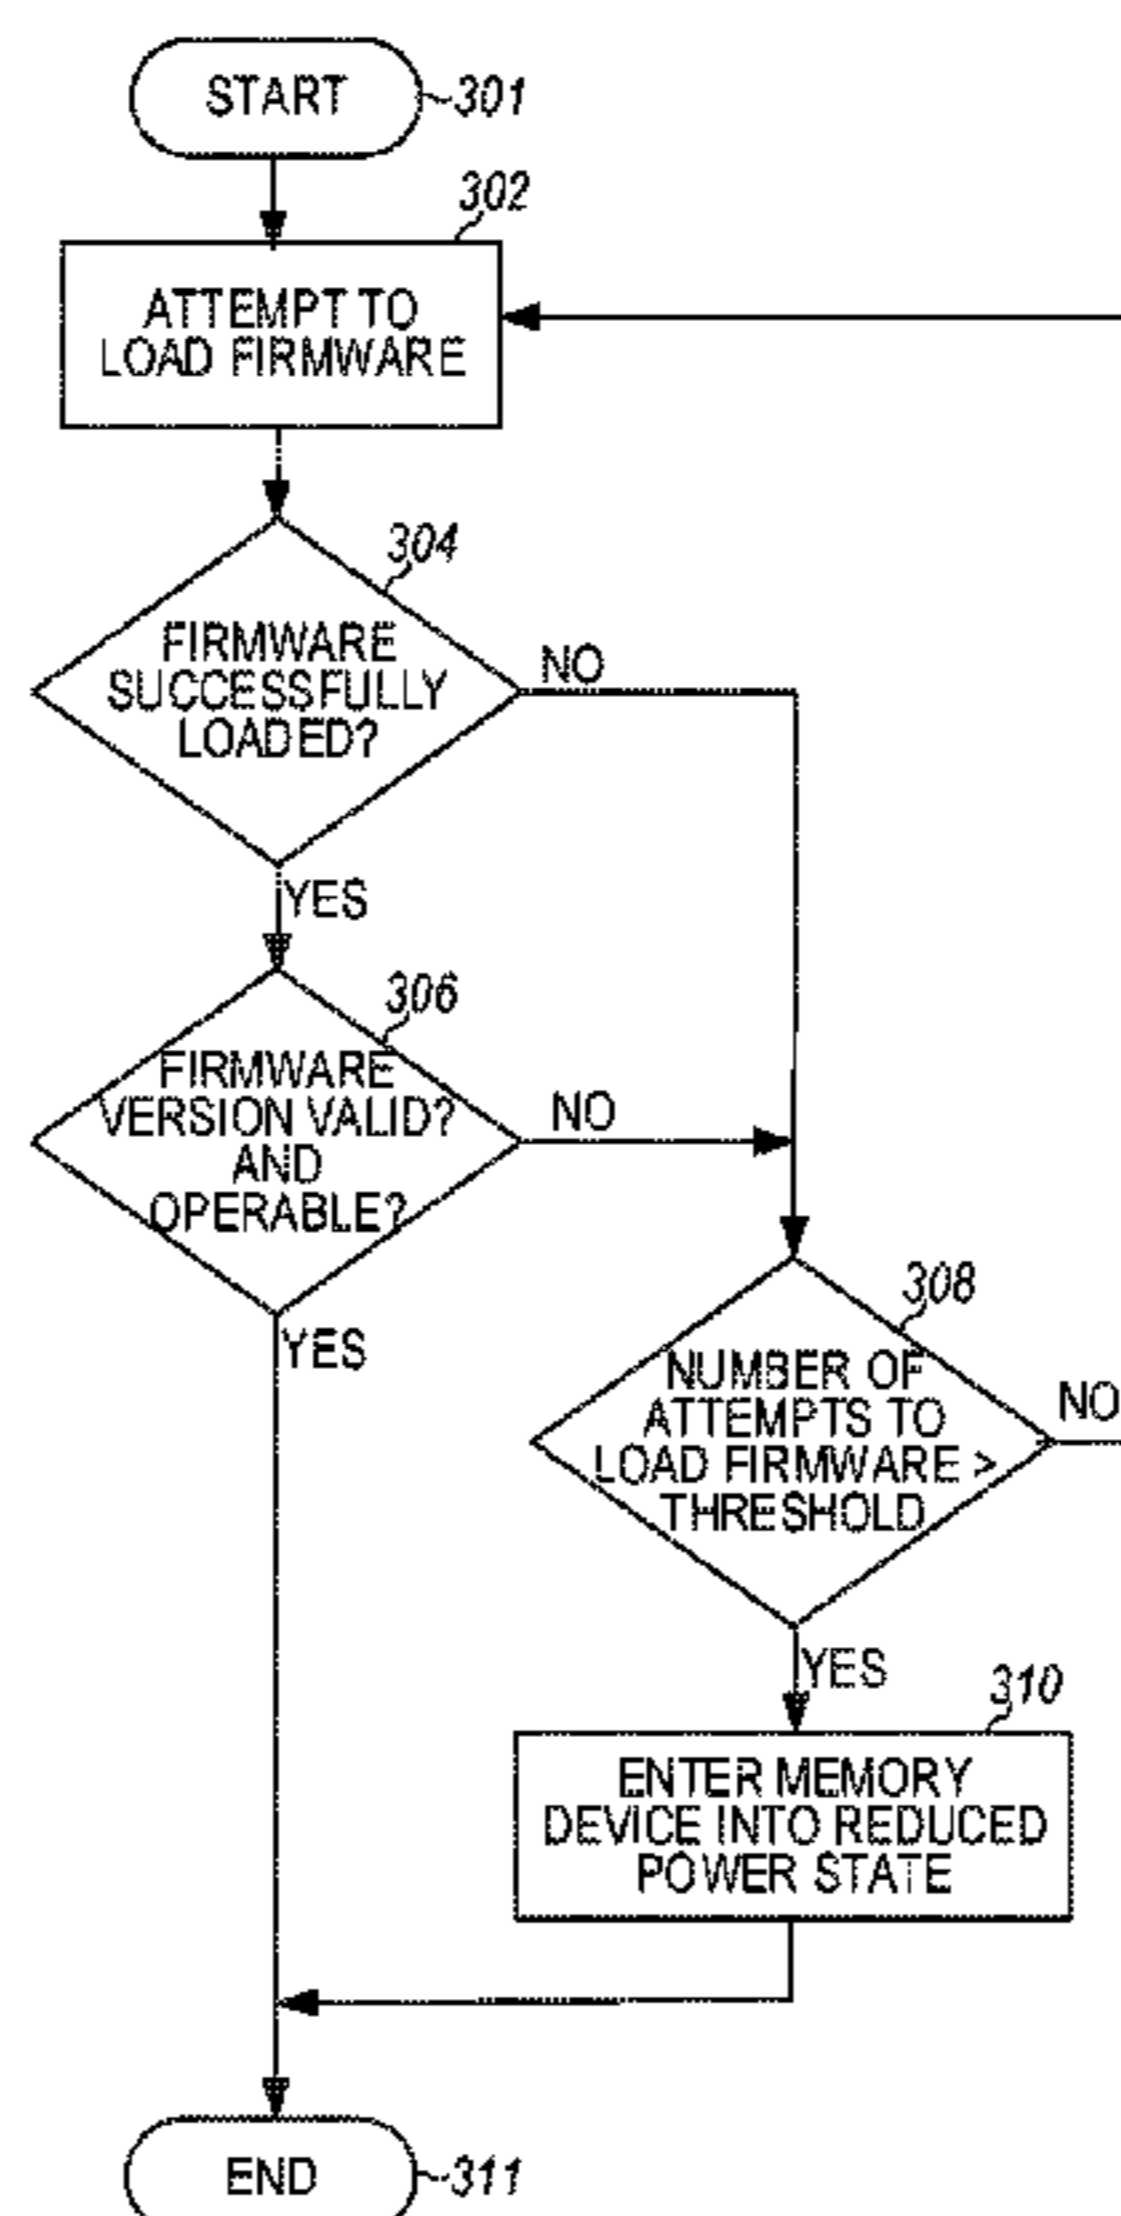 START
301
302
ATTEMPT TO
LOAD FIRMWARE
304
FIRMWARE
SUCCESSFULLY
LOADED?
NO
YES
306
FIRMWARE
VERSION VALID?
AND
OPERABLE?
NO
YES
308
NUMBER OF
ATTEMPTS TO
LOAD FIRMWARE >
THRESHOLD
NO
YES
310
ENTER MEMORY
DEVICE INTO REDUCED
POWER STATE
END
311